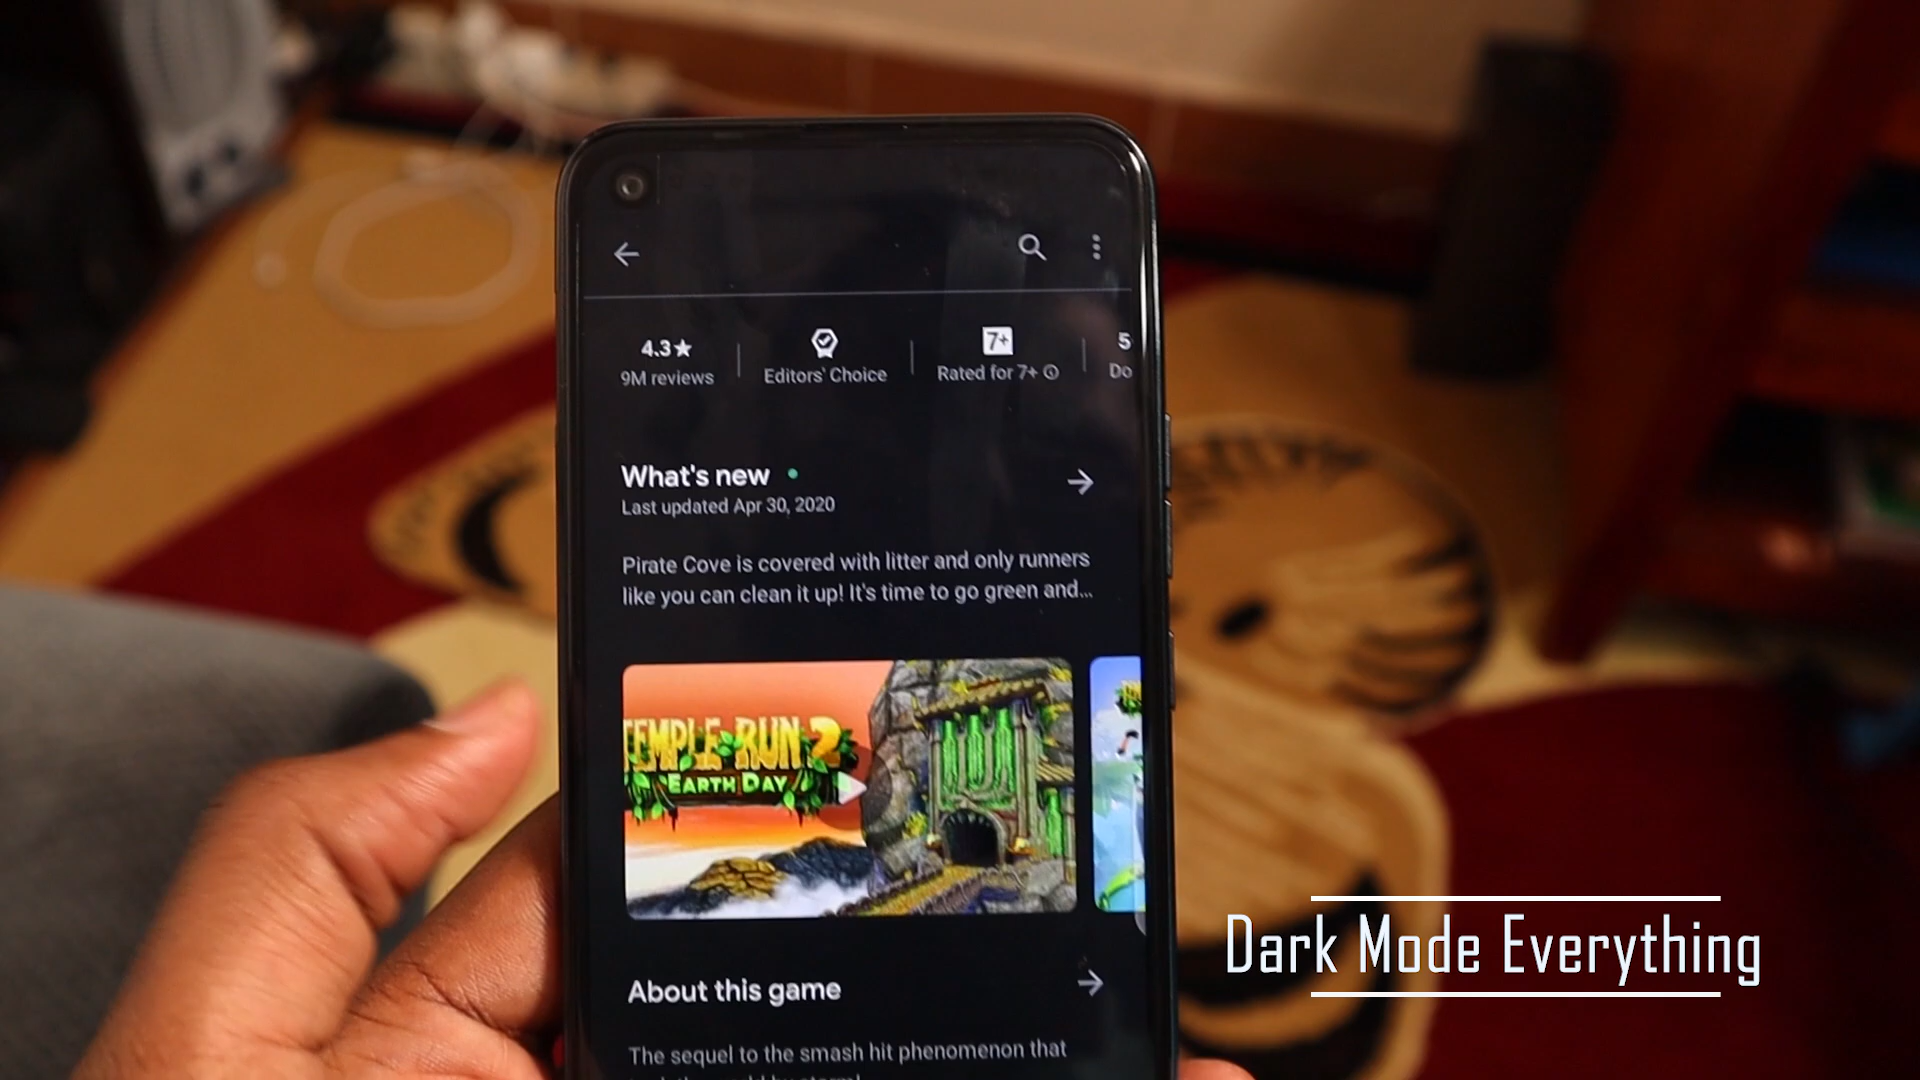 4.3★
9M reviews
Editors' Choice
7+
Rated for 7+
5
Do
What's new
Last updated Apr 30, 2020
Pirate Cove is covered with litter and only runners
like you can clean it up! It's time to go green and...
TEMPLE RUN 2
EARTH DAY
About this game
The sequel to the smash hit phenomenon that
Dark Mode Everything